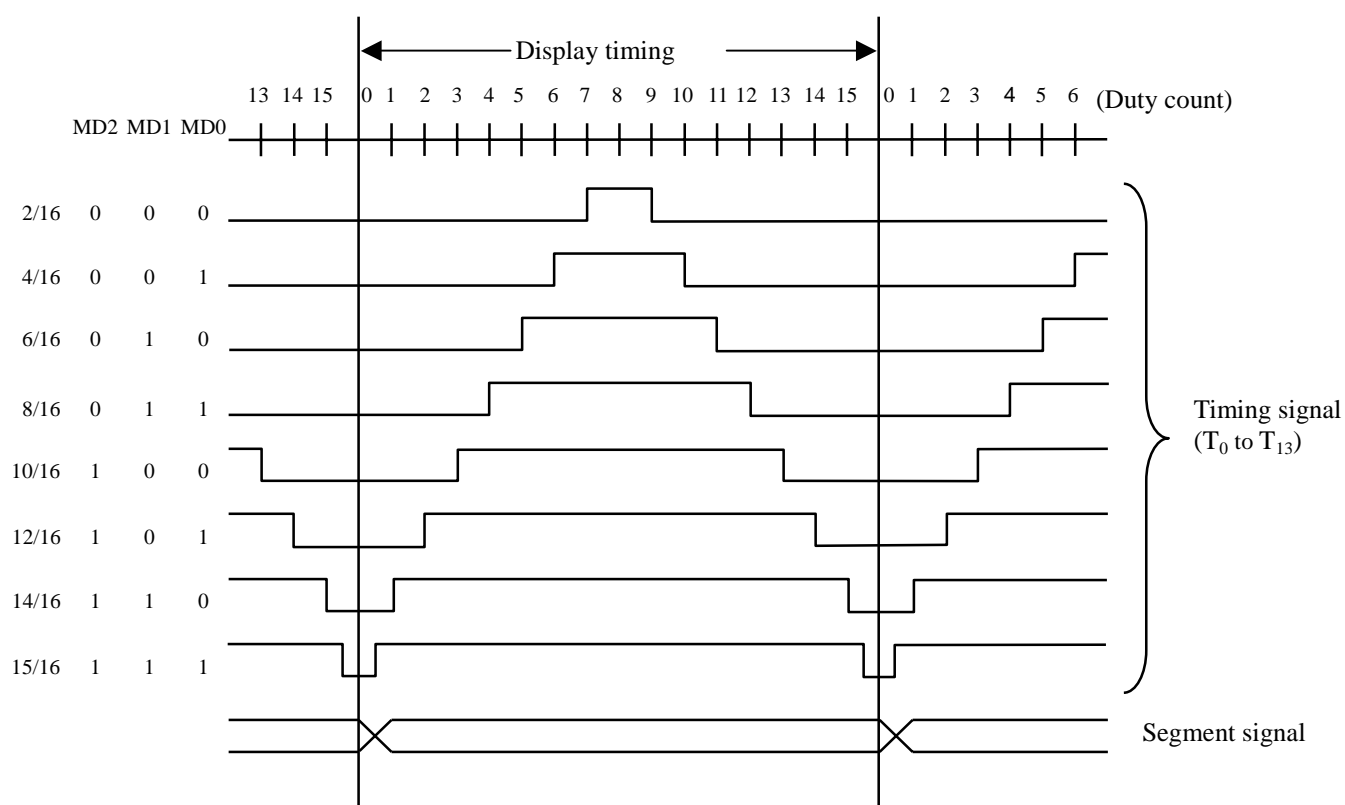 Display timing
13 14 15 0 1 2 3 4 5 6 7 8 9 10 11 12 13 14 15 0 1 2 3 4 5 6 (Duty count)
MD2 MD1 MD0
2/16 0 0 0
4/16 0 0 1
6/16 0 1 0
8/16 0 1 1
Timing signal
(T0 to T13)
10/16 1 0 0
12/16 1 0 1
14/16 1 1 0
15/16 1 1 1
Segment signal